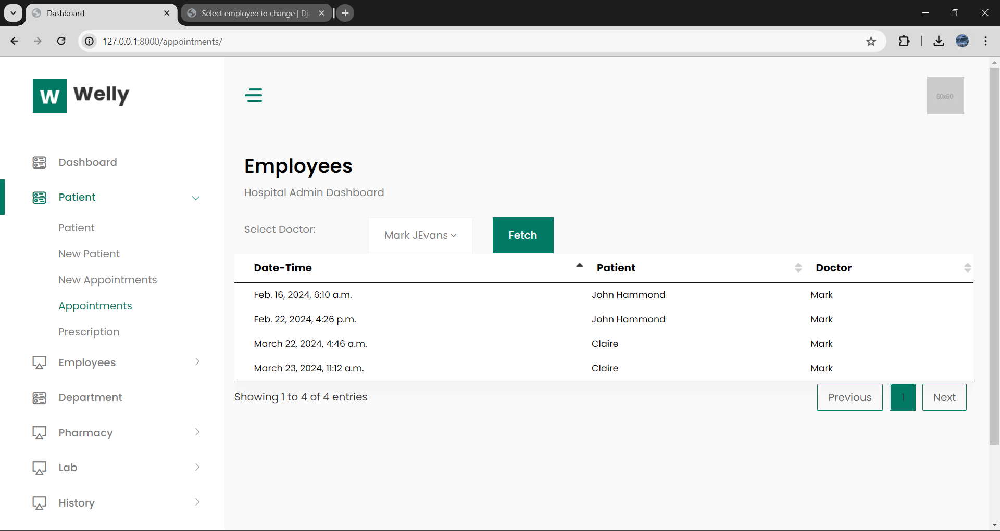 Dashboard
Select employee to change | Dj
127.0.0.1:8000/appointments/
W Welly
60x60
Dashboard
Patient
Patient
New Patient
New Appointments
Appointments
Prescription
Employees
Department
Pharmacy
Lab
History
Employees
Hospital Admin Dashboard
Select Doctor: Mark JEvans Fetch
Date-Time Patient Doctor
Feb. 16, 2024, 6:10 a.m. John Hammond Mark
Feb. 22, 2024, 4:26 p.m. John Hammond Mark
March 22, 2024, 4:46 a.m. Claire Mark
March 23, 2024, 11:12 a.m. Claire Mark
Showing 1 to 4 of 4 entries Previous 1 Next